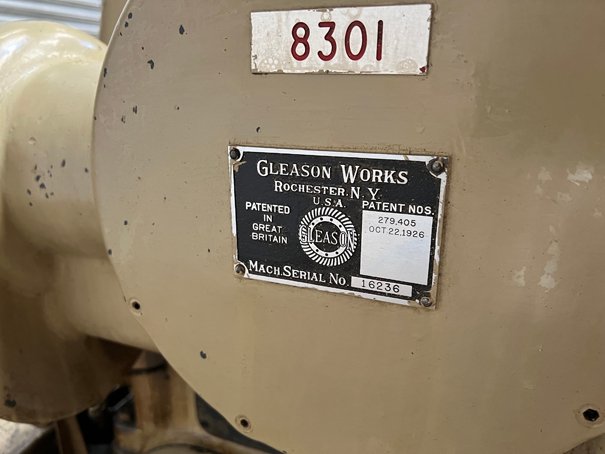 8301
GLEASON WORKS
ROCHESTER, N.Y.
U.S.A.
PATENTED
IN
GREAT
BRITAIN
GLEASON
PATENT NOS.
279,405
OCT.22,1926
MACH. SERIAL NO. 16236